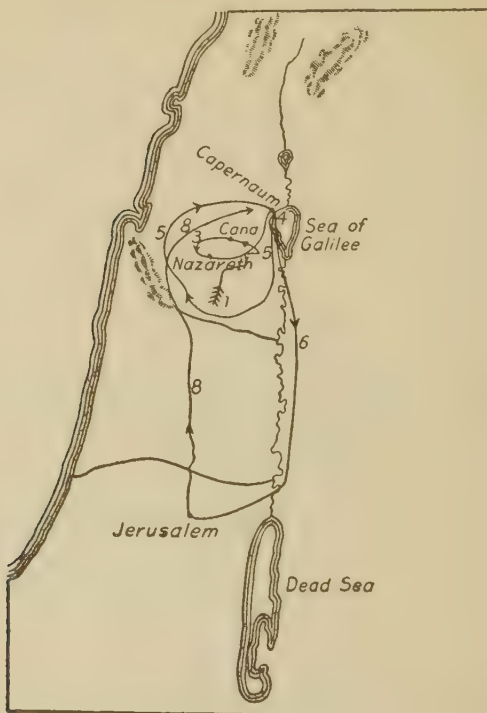 Capernaum
5
8
4
Sea of
Galilee
3
Cana
5
Nazareth
1
6
8
Jerusalem
Dead Sea